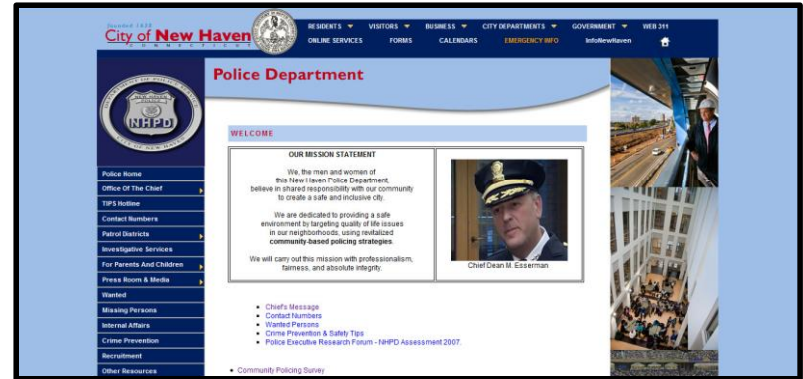 founded 1638
City of New Haven
CONNECTICUT
RESIDENTS VISITORS BUSINESS CITY DEPARTMENTS GOVERNMENT WEB 311
ONLINE SERVICES FORMS CALENDARS EMERGENCY INFO InfoNewHaven
Police Department
NEW HAVEN
POLICE
NHPD
CITY OF NEW HAVEN
Police Home
Office Of The Chief
TIPS Hotline
Contact Numbers
Patrol Districts
Investigative Services
For Parents And Children
Press Room & Media
Wanted
Missing Persons
Internal Affairs
Crime Prevention
Recruitment
Other Resources
WELCOME
OUR MISSION STATEMENT
We, the men and women of
this New Haven Police Department,
believe in shared responsibility with our community
to create a safe and inclusive city.
We are dedicated to providing a safe
environment by targeting quality of life issues
in our neighborhoods, using revitalized
community-based policing strategies.
We will carry out this mission with professionalism,
fairness, and absolute integrity.
Chief Dean M. Esserman
Chief's Message
Contact Numbers
Wanted Persons
Crime Prevention & Safety Tips
Police Executive Research Forum - NHPD Assessment 2007.
Community Policing Survey